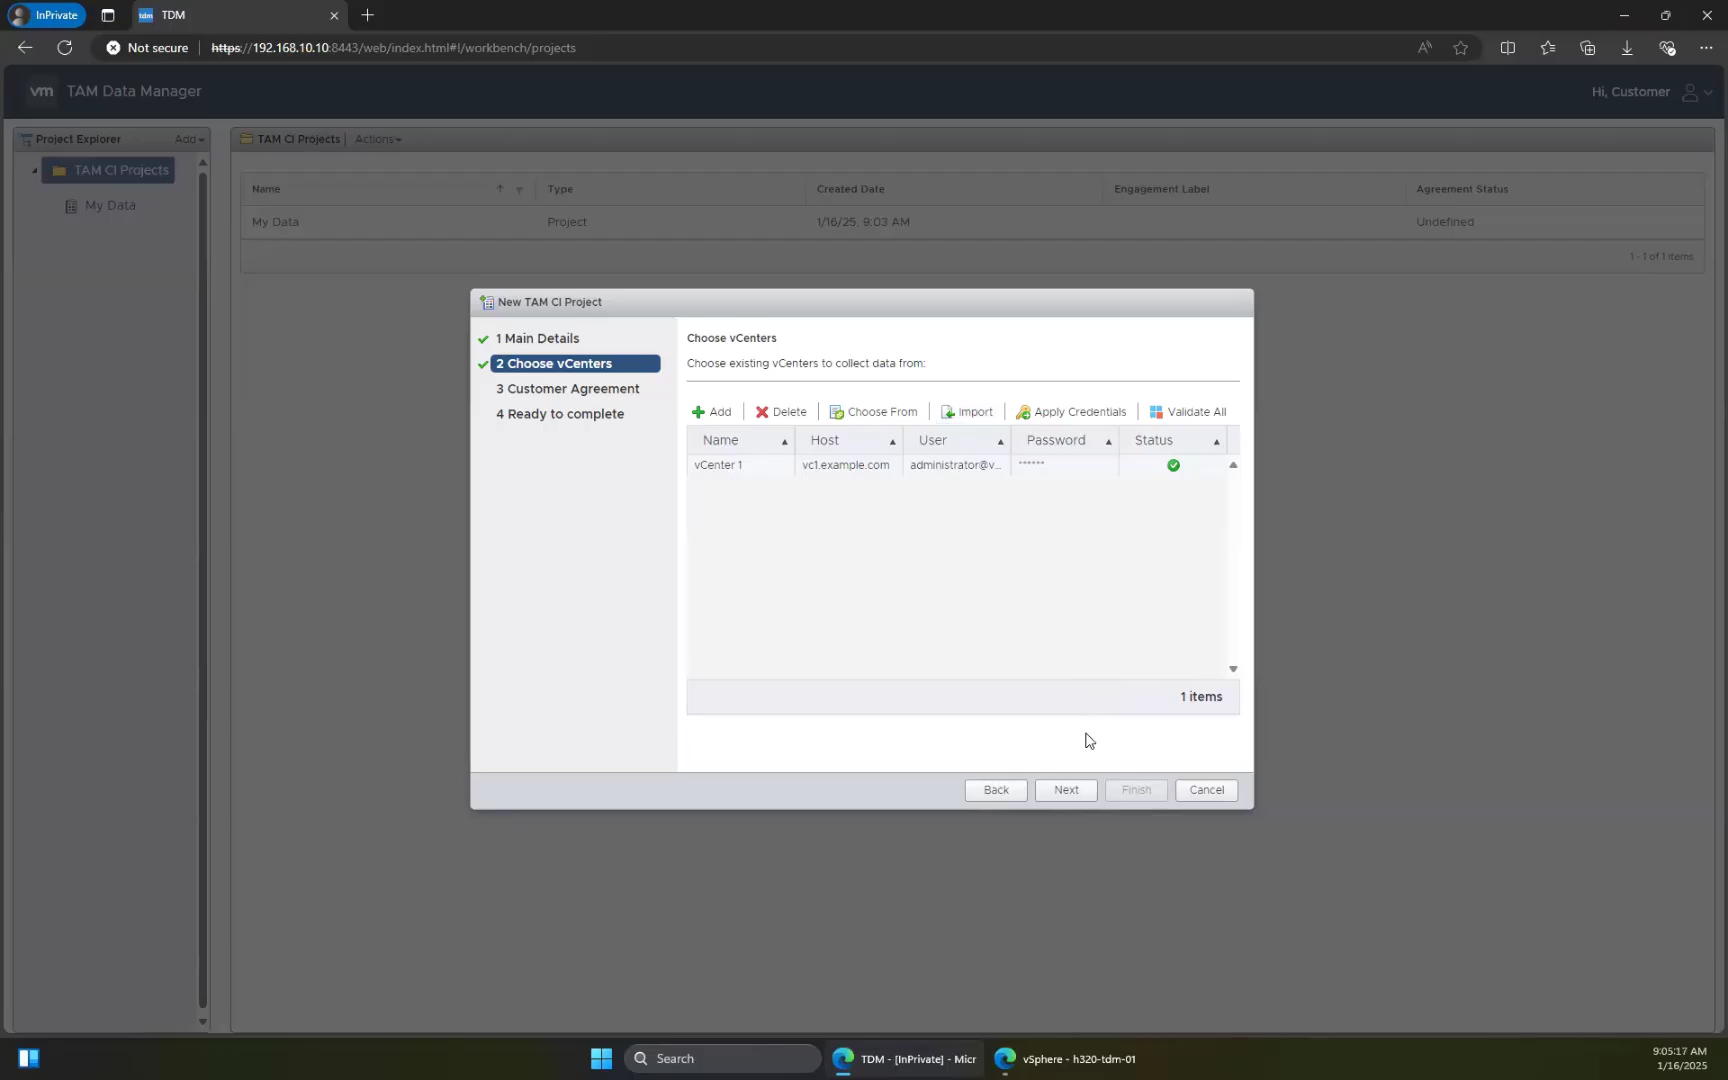 InPrivate
tdm TDM
Not secure https://192.168.10.10:8443/web/index.html#!/workbench/projects
vm TAM Data Manager Hi, Customer
Project Explorer Add
TAM CI Projects Actions
TAM CI Projects
My Data
Name Type Created Date Engagement Label Agreement Status
My Data Project 1/16/25, 9:03 AM Undefined
1 - 1 of 1 items
New TAM CI Project
1 Main Details
2 Choose vCenters
3 Customer Agreement
4 Ready to complete
Choose vCenters
Choose existing vCenters to collect data from:
Add Delete Choose From Import Apply Credentials Validate All
Name Host User Password Status
vCenter 1 vc1.example.com administrator@v... ******
1 items
Back Next Finish Cancel
Search TDM - [InPrivate] - Micr vSphere - h320-tdm-01
9:05:17 AM
1/16/2025